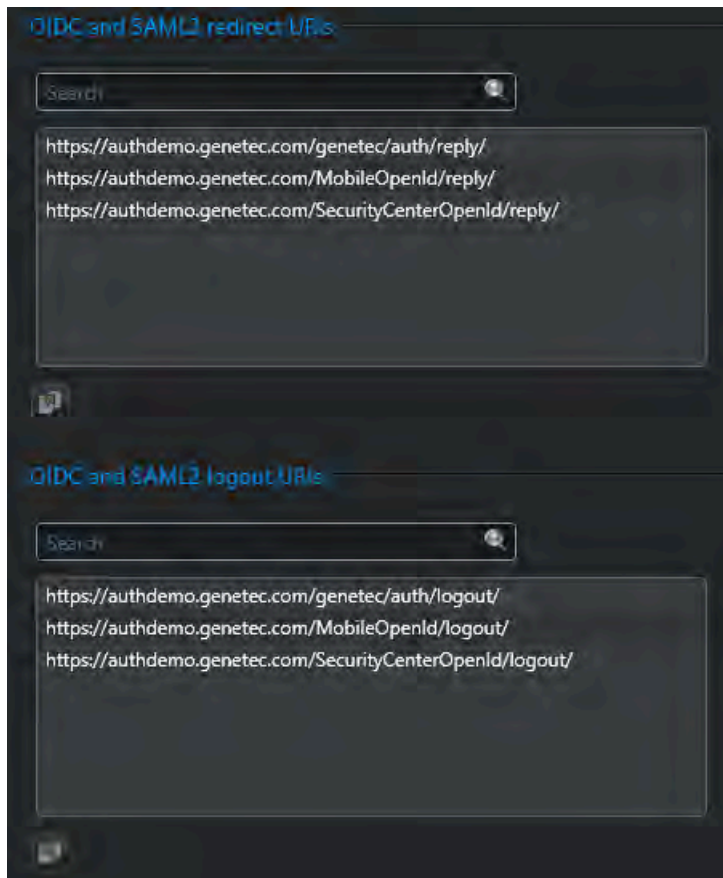 OIDC and SAML2 redirect URIs
Search
https://authdemo.genetec.com/genetec/auth/reply/
https://authdemo.genetec.com/MobileOpenId/reply/
https://authdemo.genetec.com/SecurityCenterOpenId/reply/
OIDC and SAML2 logout URIs
Search
https://authdemo.genetec.com/genetec/auth/logout/
https://authdemo.genetec.com/MobileOpenId/logout/
https://authdemo.genetec.com/SecurityCenterOpenId/logout/